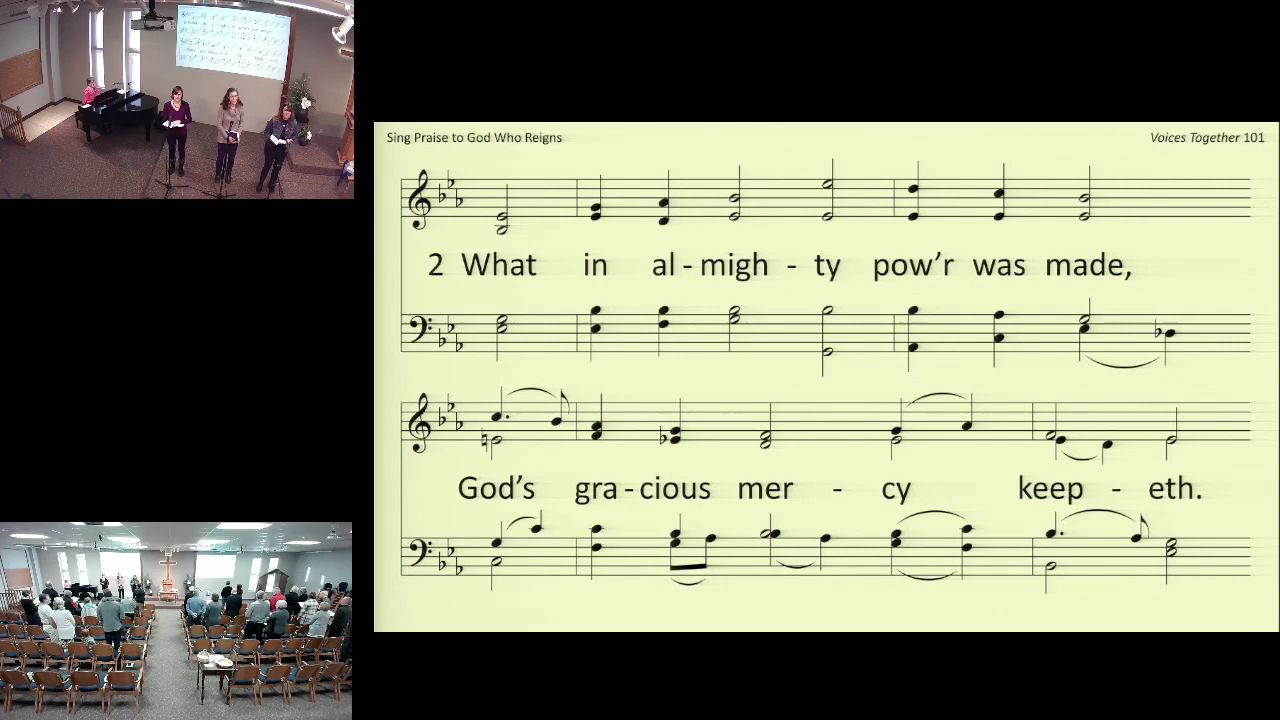 Sing Praise to God Who Reigns
Voices Together 101
2 What in al - migh - ty pow’r was made,
God’s gra - cious mer - cy keep - eth.